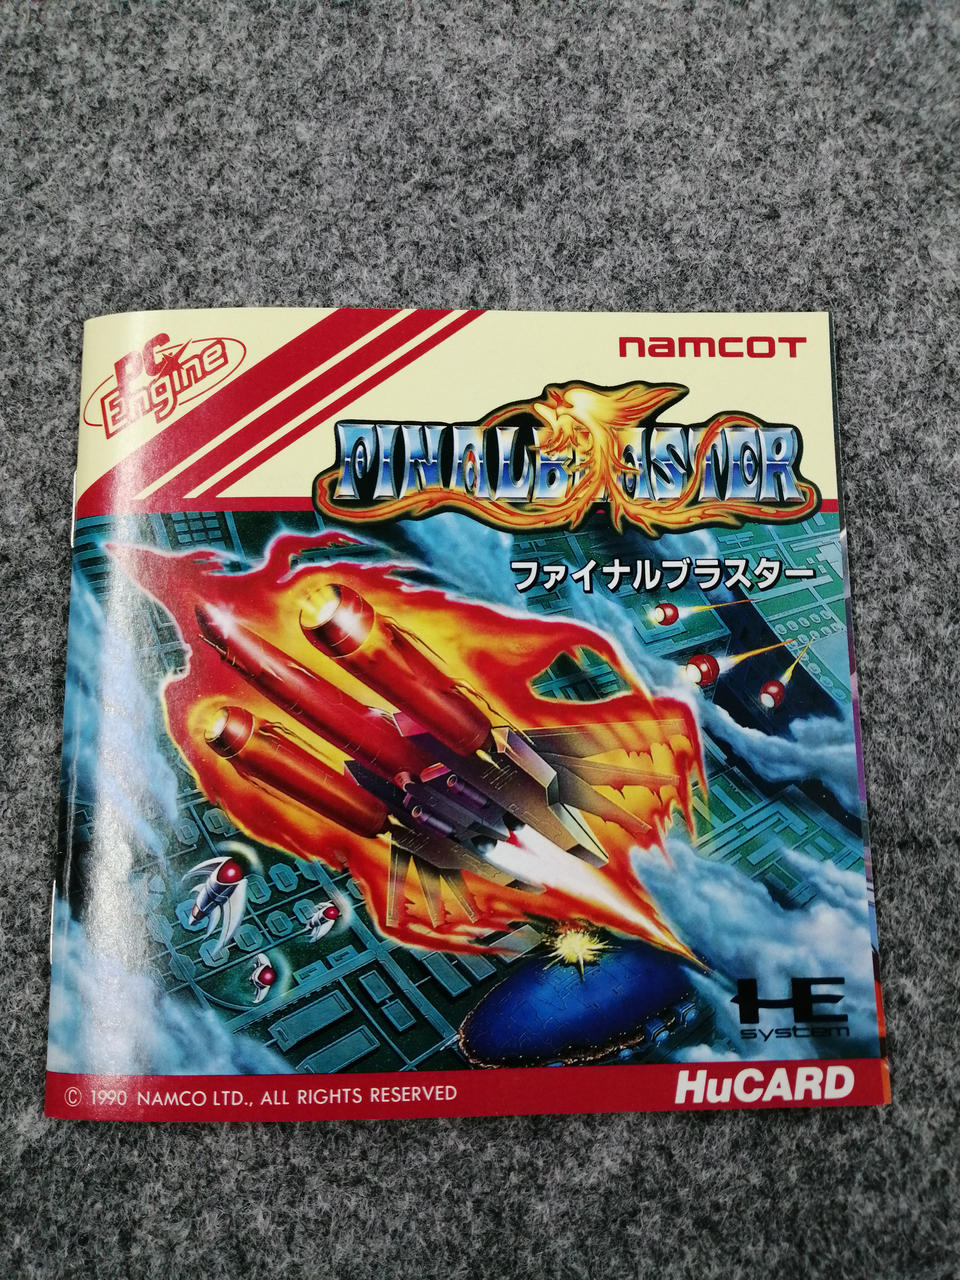 PC
Engine
namcoT
FINAL BLASTER
ファイナルブラスター
HE
system
© 1990 NAMCO LTD., ALL RIGHTS RESERVED
HuCARD